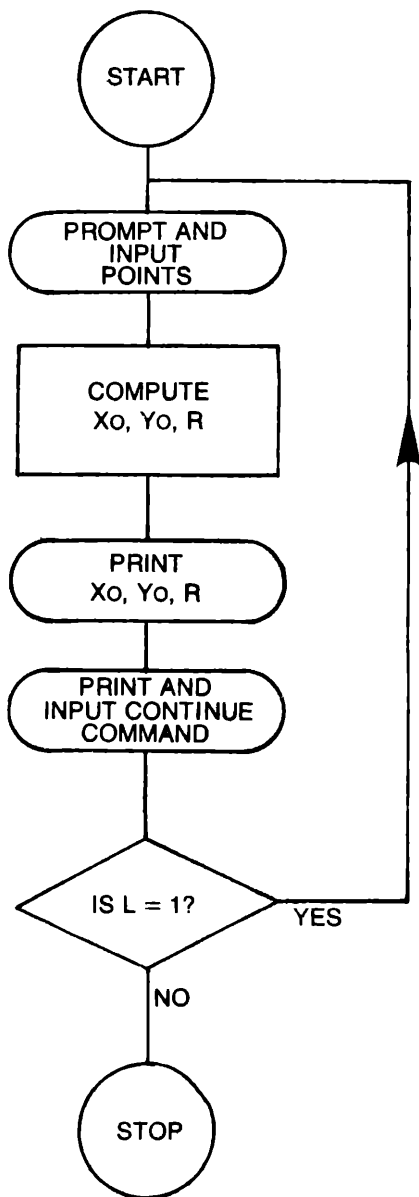 START
PROMPT AND
INPUT
POINTS
COMPUTE
XO, YO, R
PRINT
XO, YO, R
PRINT AND
INPUT CONTINUE
COMMAND
IS L = 1?
YES
NO
STOP